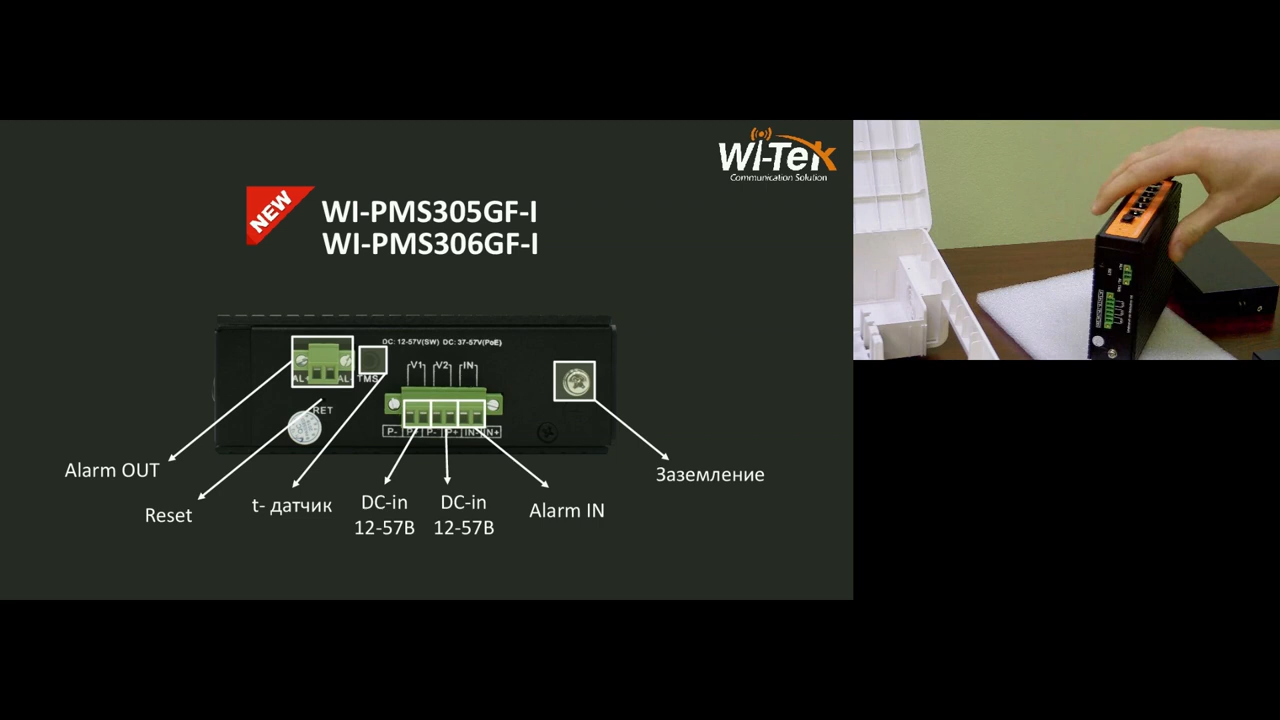 WI-Tek
Communication Solution
NEW
WI-PMS305GF-I
WI-PMS306GF-I
DC: 12-57V(SW) DC: 37-57V(PoE)
V1 V2 IN
AL+ AL- TMS
RET
P- P+ P- P+ IN- IN+
Alarm OUT
Reset
t- датчик
DC-in
12-57В
DC-in
12-57В
Alarm IN
Заземление